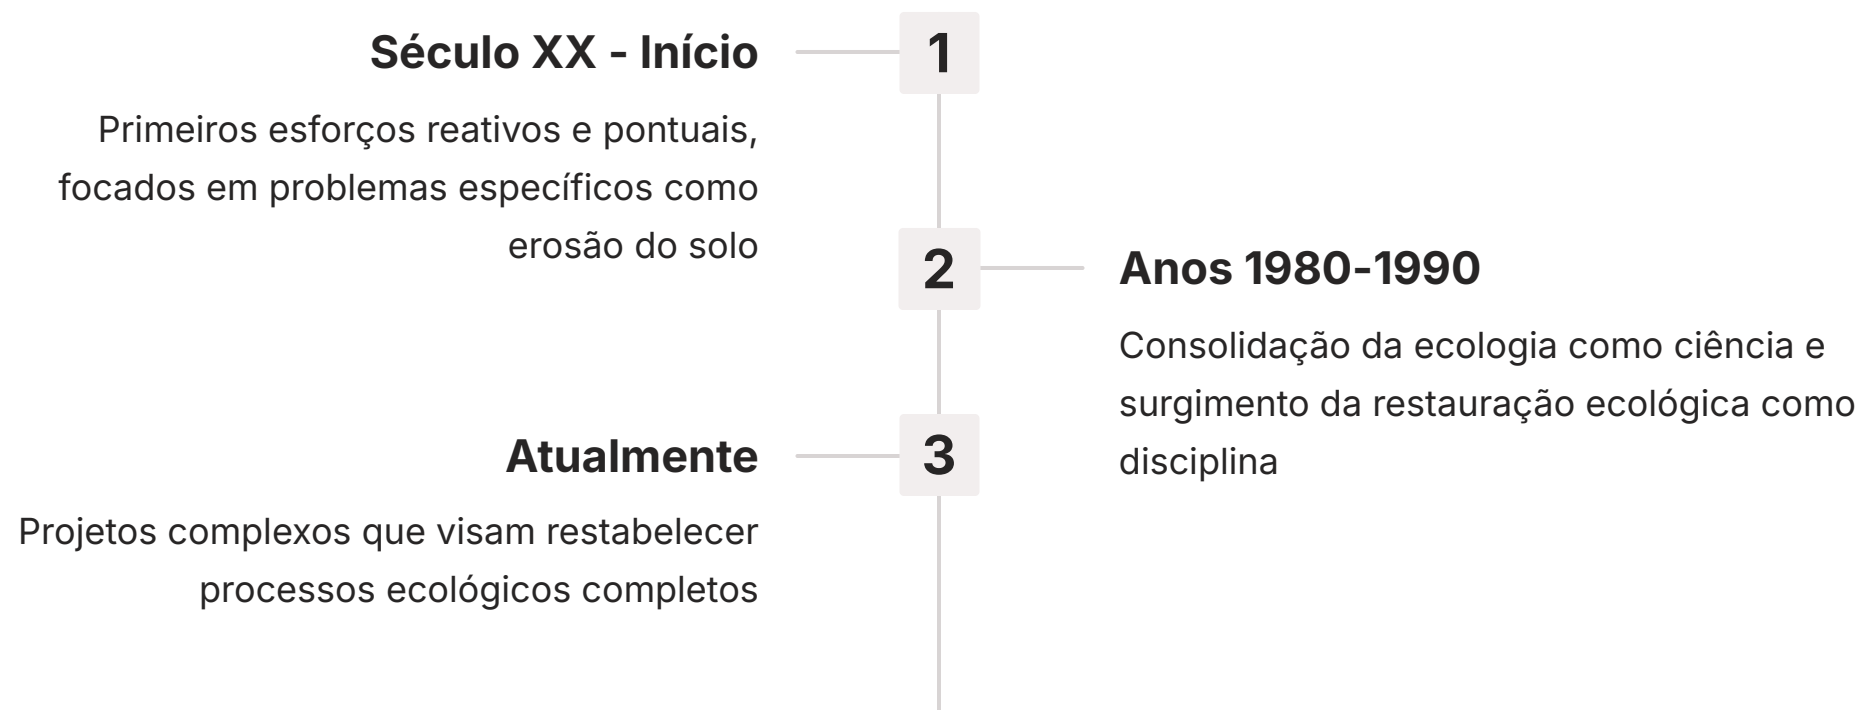 1
Século XX - Início
Primeiros esforços reativos e pontuais,
focados em problemas específicos como
erosão do solo
2
Anos 1980-1990
Consolidação da ecologia como ciência e
surgimento da restauração ecológica como
disciplina
3
Atualmente
Projetos complexos que visam restabelecer
processos ecológicos completos